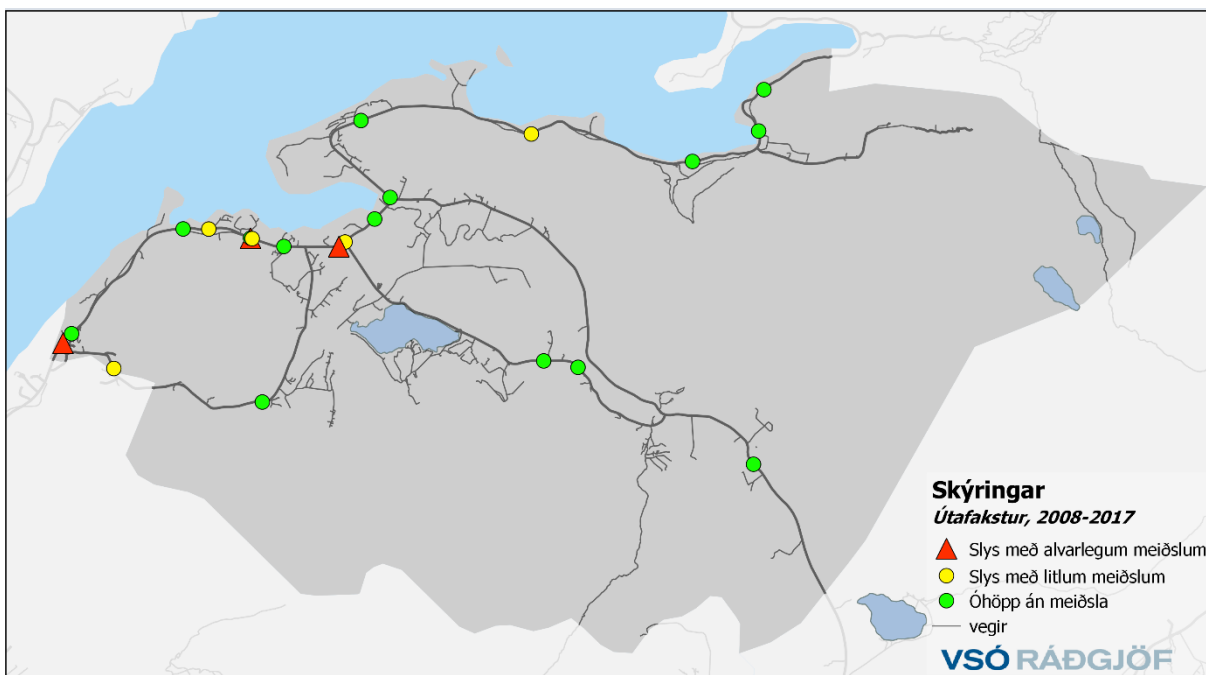 Skýringar
Útafakstur, 2008-2017
Slys með alvarlegum meiðslum
Slys með litlum meiðslum
Óhöpp án meiðsla
vegir
VSÓ RÁÐGJÖF